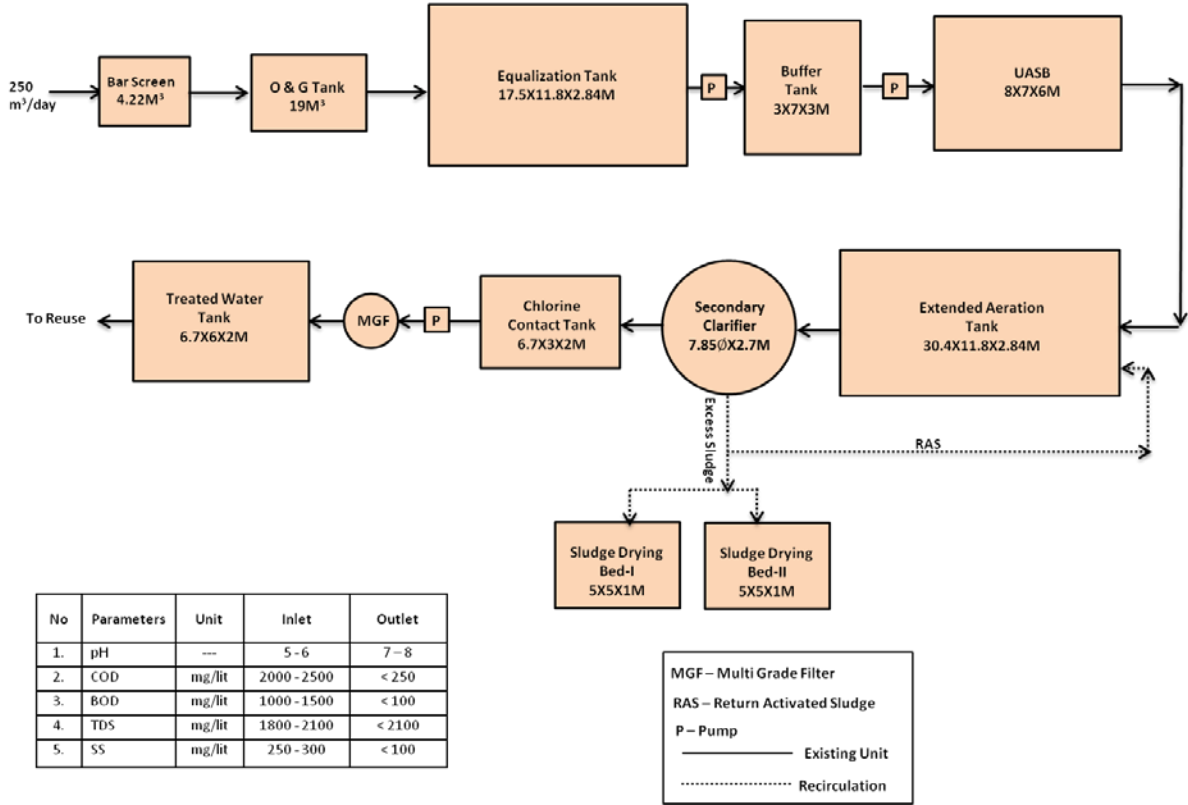 250
m³/day
Bar Screen
4.22M³
O & G Tank
19M³
Equalization Tank
17.5X11.8X2.84M
P
Buffer
Tank
3X7X3M
P
UASB
8X7X6M
To Reuse
Treated Water
Tank
6.7X6X2M
MGF
P
Chlorine
Contact Tank
6.7X3X2M
Secondary
Clarifier
7.85ØX2.7M
Extended Aeration
Tank
30.4X11.8X2.84M
Excess Sludge
RAS
Sludge Drying
Bed-I
5X5X1M
Sludge Drying
Bed-II
5X5X1M
No Parameters Unit Inlet Outlet
1. pH --- 5 - 6 7 – 8
2. COD mg/lit 2000 - 2500 < 250
3. BOD mg/lit 1000 - 1500 < 100
4. TDS mg/lit 1800 - 2100 < 2100
5. SS mg/lit 250 - 300 < 100
MGF – Multi Grade Filter
RAS – Return Activated Sludge
P – Pump
Existing Unit
Recirculation